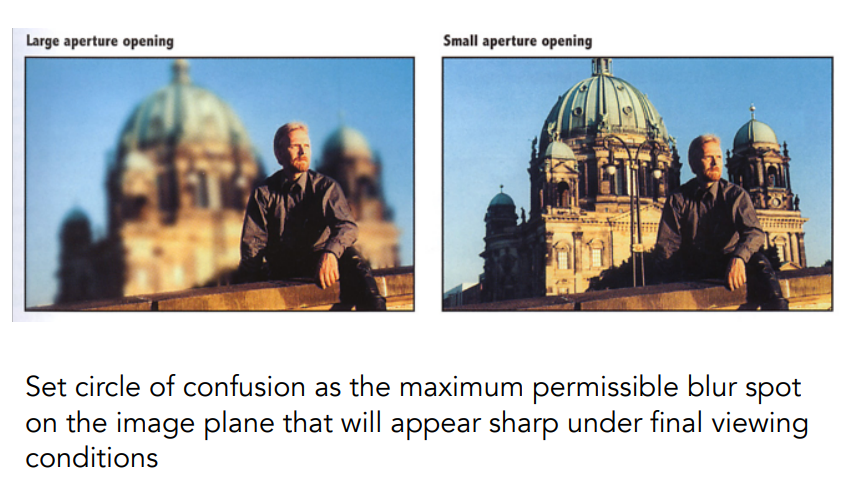 Large aperture opening
Small aperture opening
Set circle of confusion as the maximum permissible blur spot
on the image plane that will appear sharp under final viewing
conditions